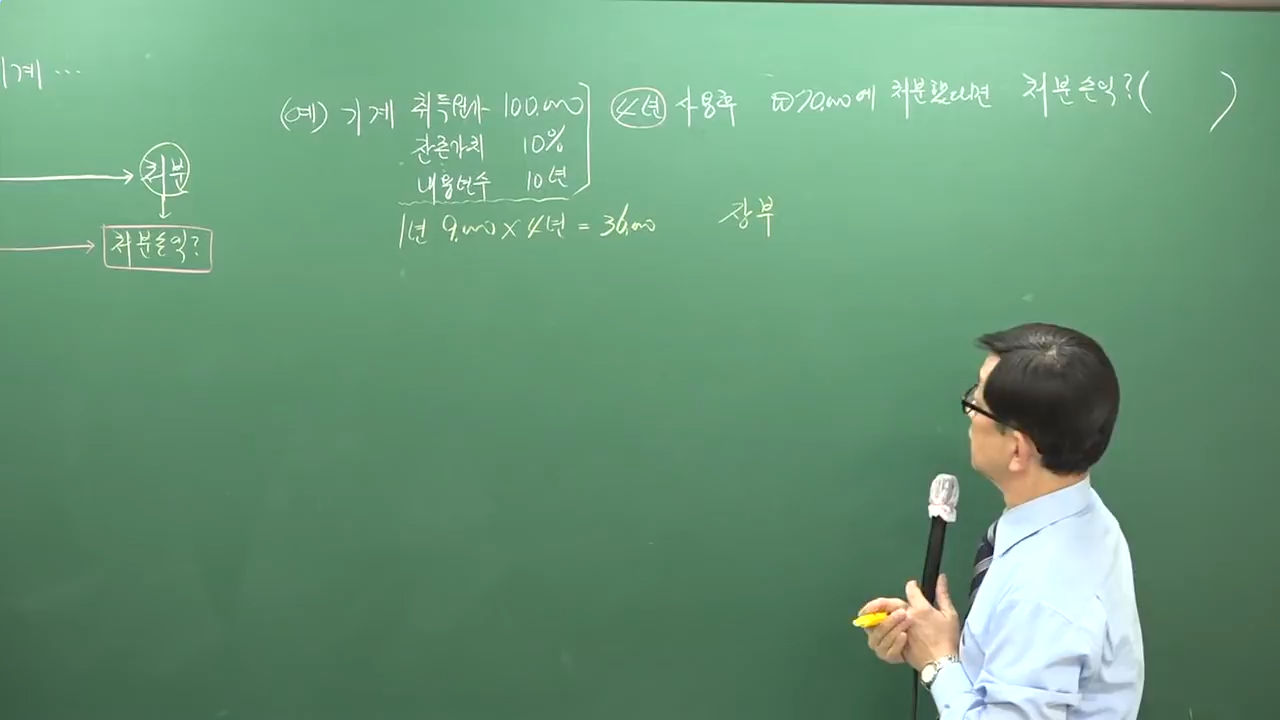 기계 …
(예) 기계 취득원가 100,000 4년 사용후 ₩70,000에 처분했다면 처분손익?( )
잔존가치 10%
내용년수 10년
1년 9,000 × 4년 = 36,000 장부
처분
처분손익?